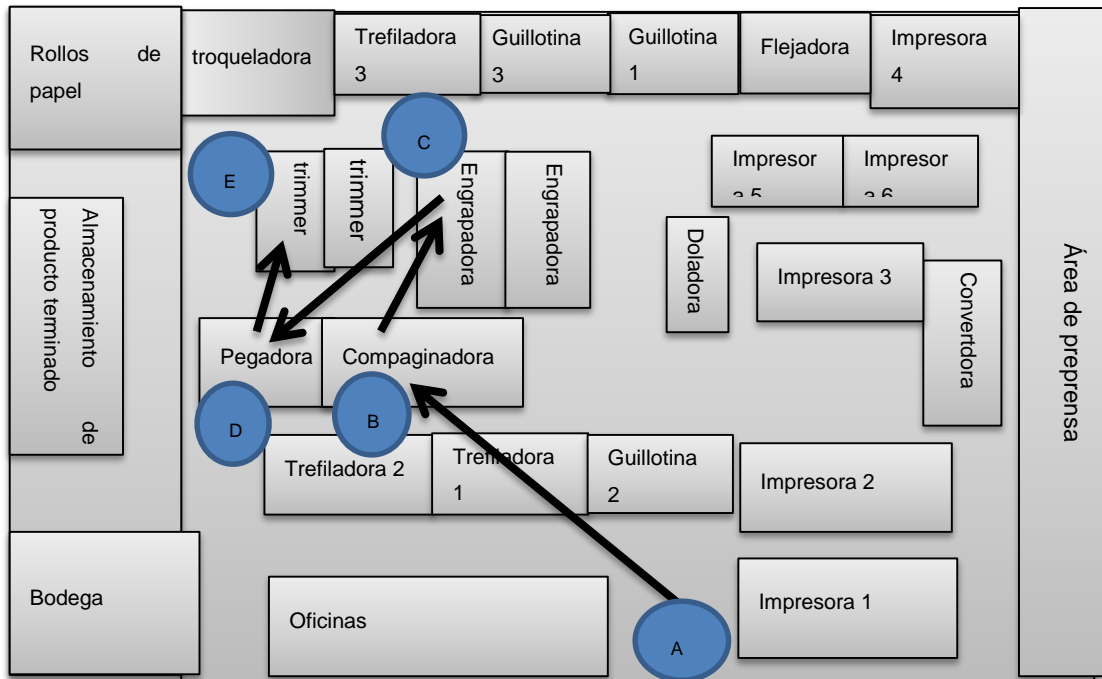 Rollos de
papel
troqueladora
Trefiladora
3
Guillotina
3
Guillotina
1
Flejadora
Impresora
4
C
E
trimmer
trimmer
Engrapadora
Engrapadora
Impresor
a 5
Impresor
a 6
Almacenamiento de
producto terminado
Doladora
Impresora 3
Convertdora
Área de preprensa
Pegadora
Compaginadora
D
B
Trefiladora 2
Trefiladora
1
Guillotina
2
Impresora 2
Bodega
Oficinas
A
Impresora 1